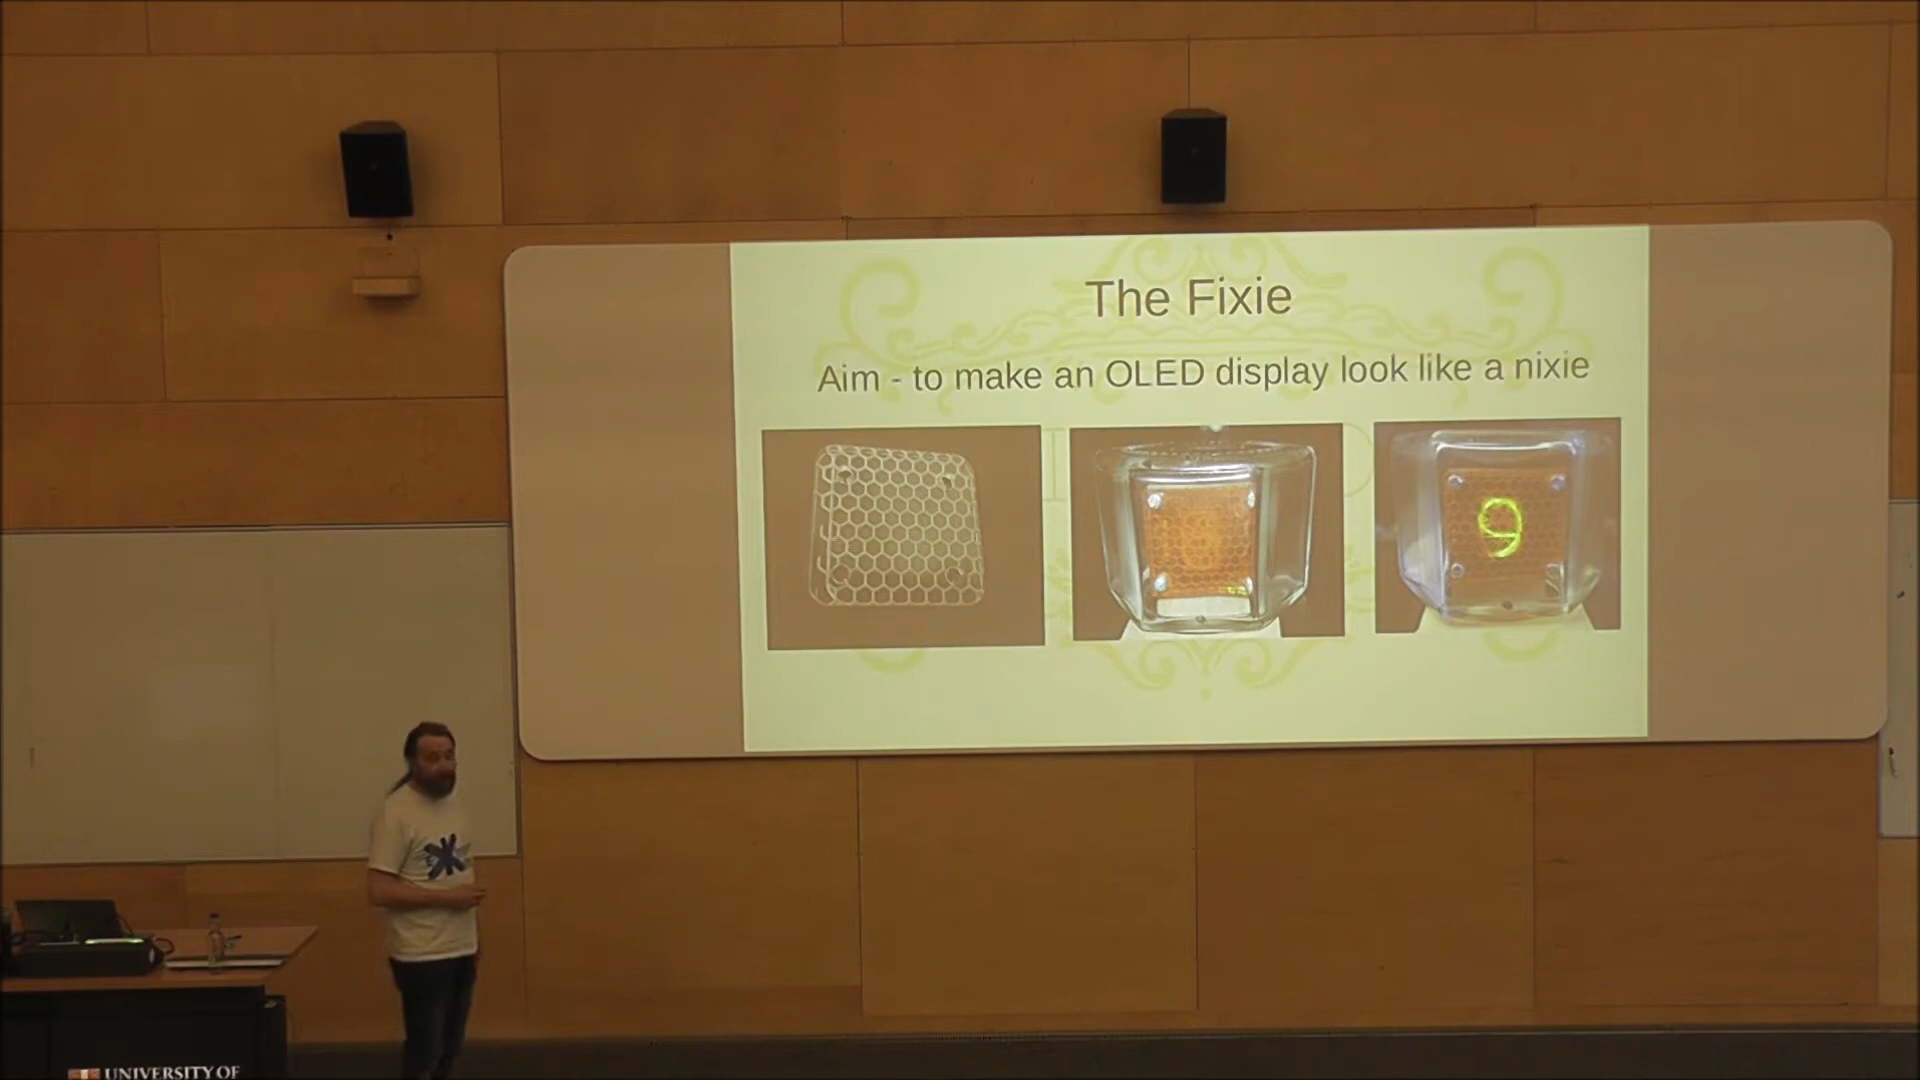 The Fixie
Aim - to make an OLED display look like a nixie
9
UNIVERSITY OF